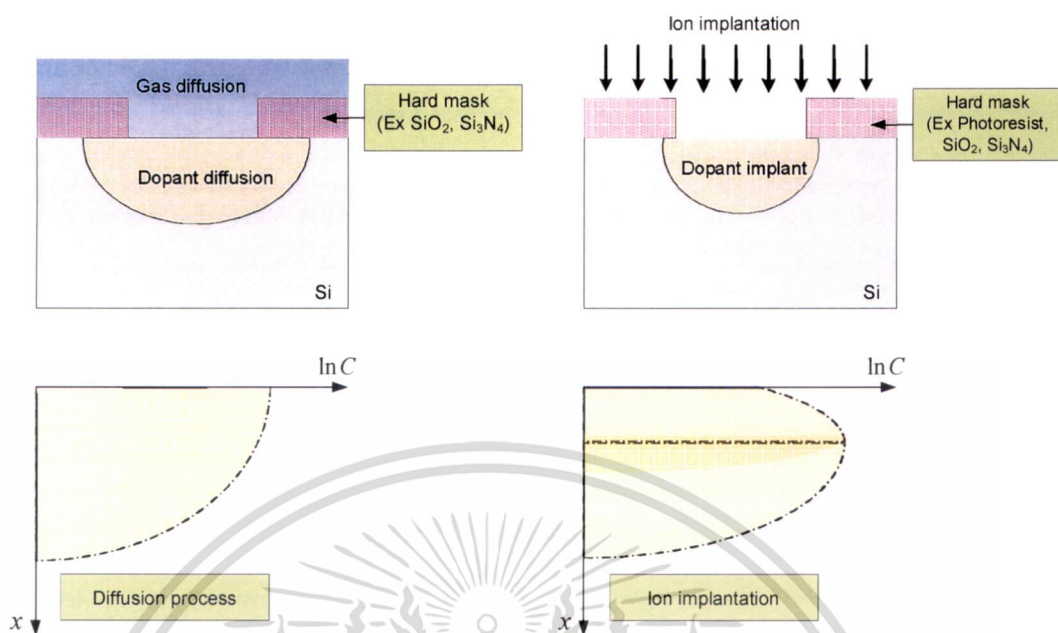 Ion implantation
Gas diffusion
Hard mask
(Ex SiO₂, Si₃N₄)
Dopant diffusion
Si
Hard mask
(Ex Photoresist,
SiO₂, Si₃N₄)
Dopant implant
Si
ln C
x
Diffusion process
ln C
x
Ion implantation